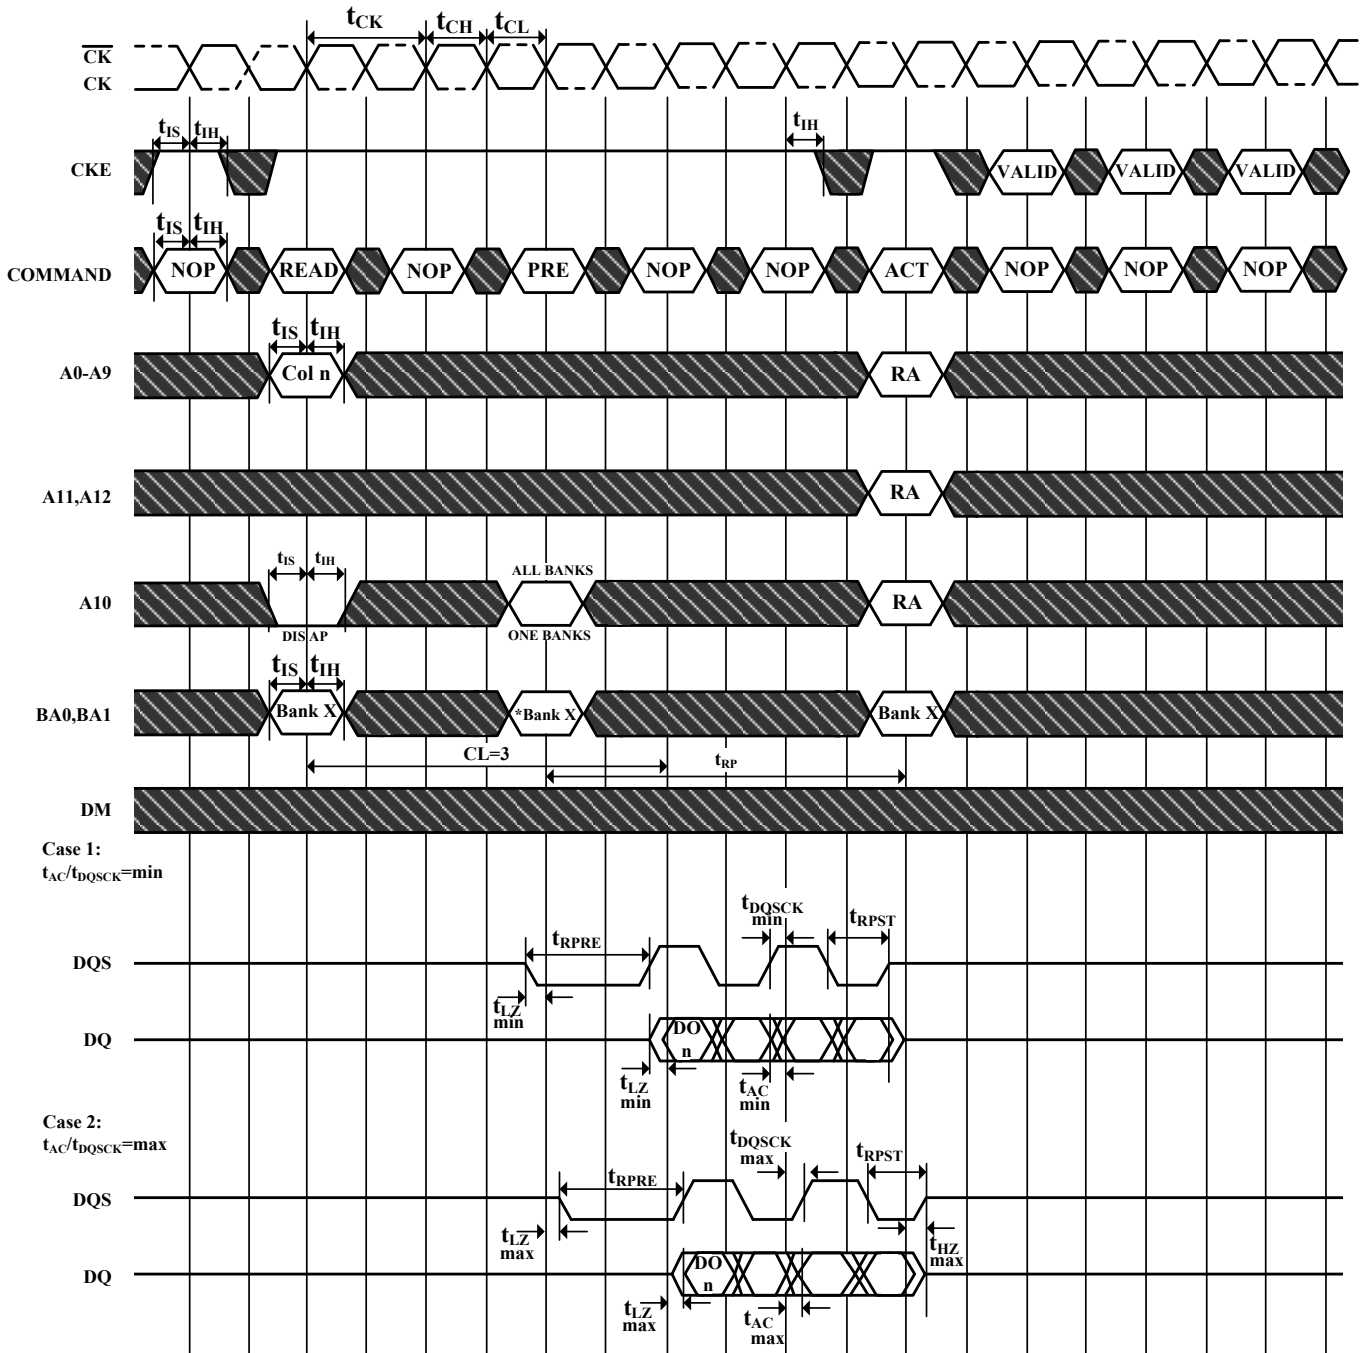 tCK tCH tCL
CK
CK
tIS tIH tIH
CKE VALID VALID VALID
tIS tIH
COMMAND NOP READ NOP PRE NOP NOP ACT NOP NOP NOP
tIS tIH
A0-A9 Col n RA
A11,A12 RA
tIS tIH ALL BANKS
A10 RA
DIS AP ONE BANKS
tIS tIH
BA0,BA1 Bank X *Bank X Bank X
CL=3 tRP
DM
Case 1:
tAC/tDQSCK=min
tDQSCK
min tRPST
tRPRE
DQS
tLZ
min
DQ DO
n
tLZ
min
tAC
min
Case 2:
tAC/tDQSCK=max
tDQSCK
max tRPST
tRPRE
DQS
tLZ
max
tHZ
max
DQ DO
n
tLZ
max
tAC
max